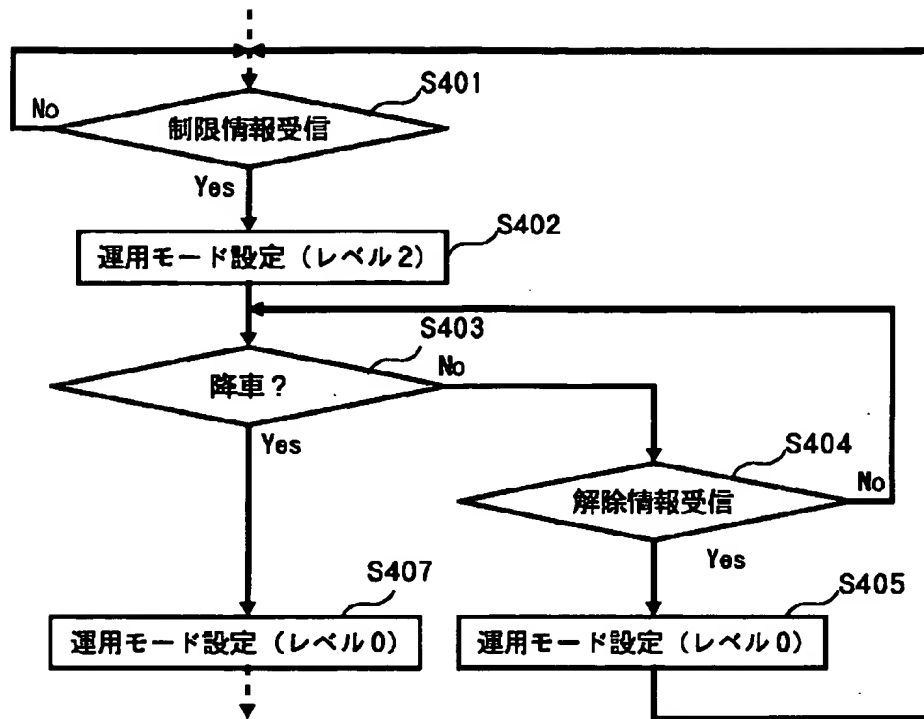 S401
No
制限情報受信
Yes
S402
運用モード設定（レベル2）
S403
No
降車？
Yes
S404
No
解除情報受信
Yes
S407
S405
運用モード設定（レベル0）
運用モード設定（レベル0）